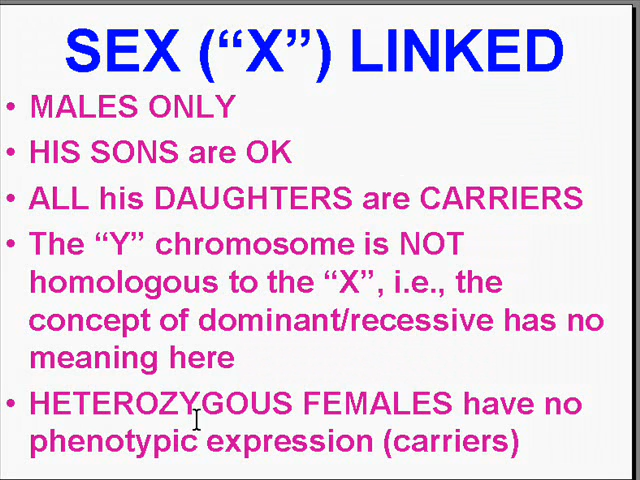 SEX (“X”) LINKED
• MALES ONLY
• HIS SONS are OK
• ALL his DAUGHTERS are CARRIERS
• The “Y” chromosome is NOT
homologous to the “X”, i.e., the
concept of dominant/recessive has no
meaning here
• HETEROZYGOUS FEMALES have no
phenotypic expression (carriers)